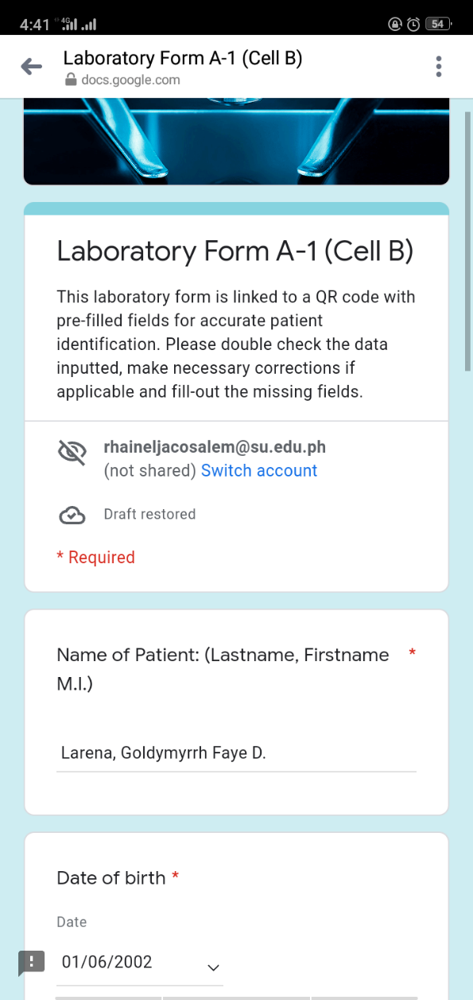 4:41 4G 54
Laboratory Form A-1 (Cell B)
docs.google.com
Laboratory Form A-1 (Cell B)
This laboratory form is linked to a QR code with
pre-filled fields for accurate patient
identification. Please double check the data
inputted, make necessary corrections if
applicable and fill-out the missing fields.
rhaineljacosalem@su.edu.ph
(not shared) Switch account
Draft restored
* Required
Name of Patient: (Lastname, Firstname *
M.I.)
Larena, Goldymyrrh Faye D.
Date of birth *
Date
01/06/2002